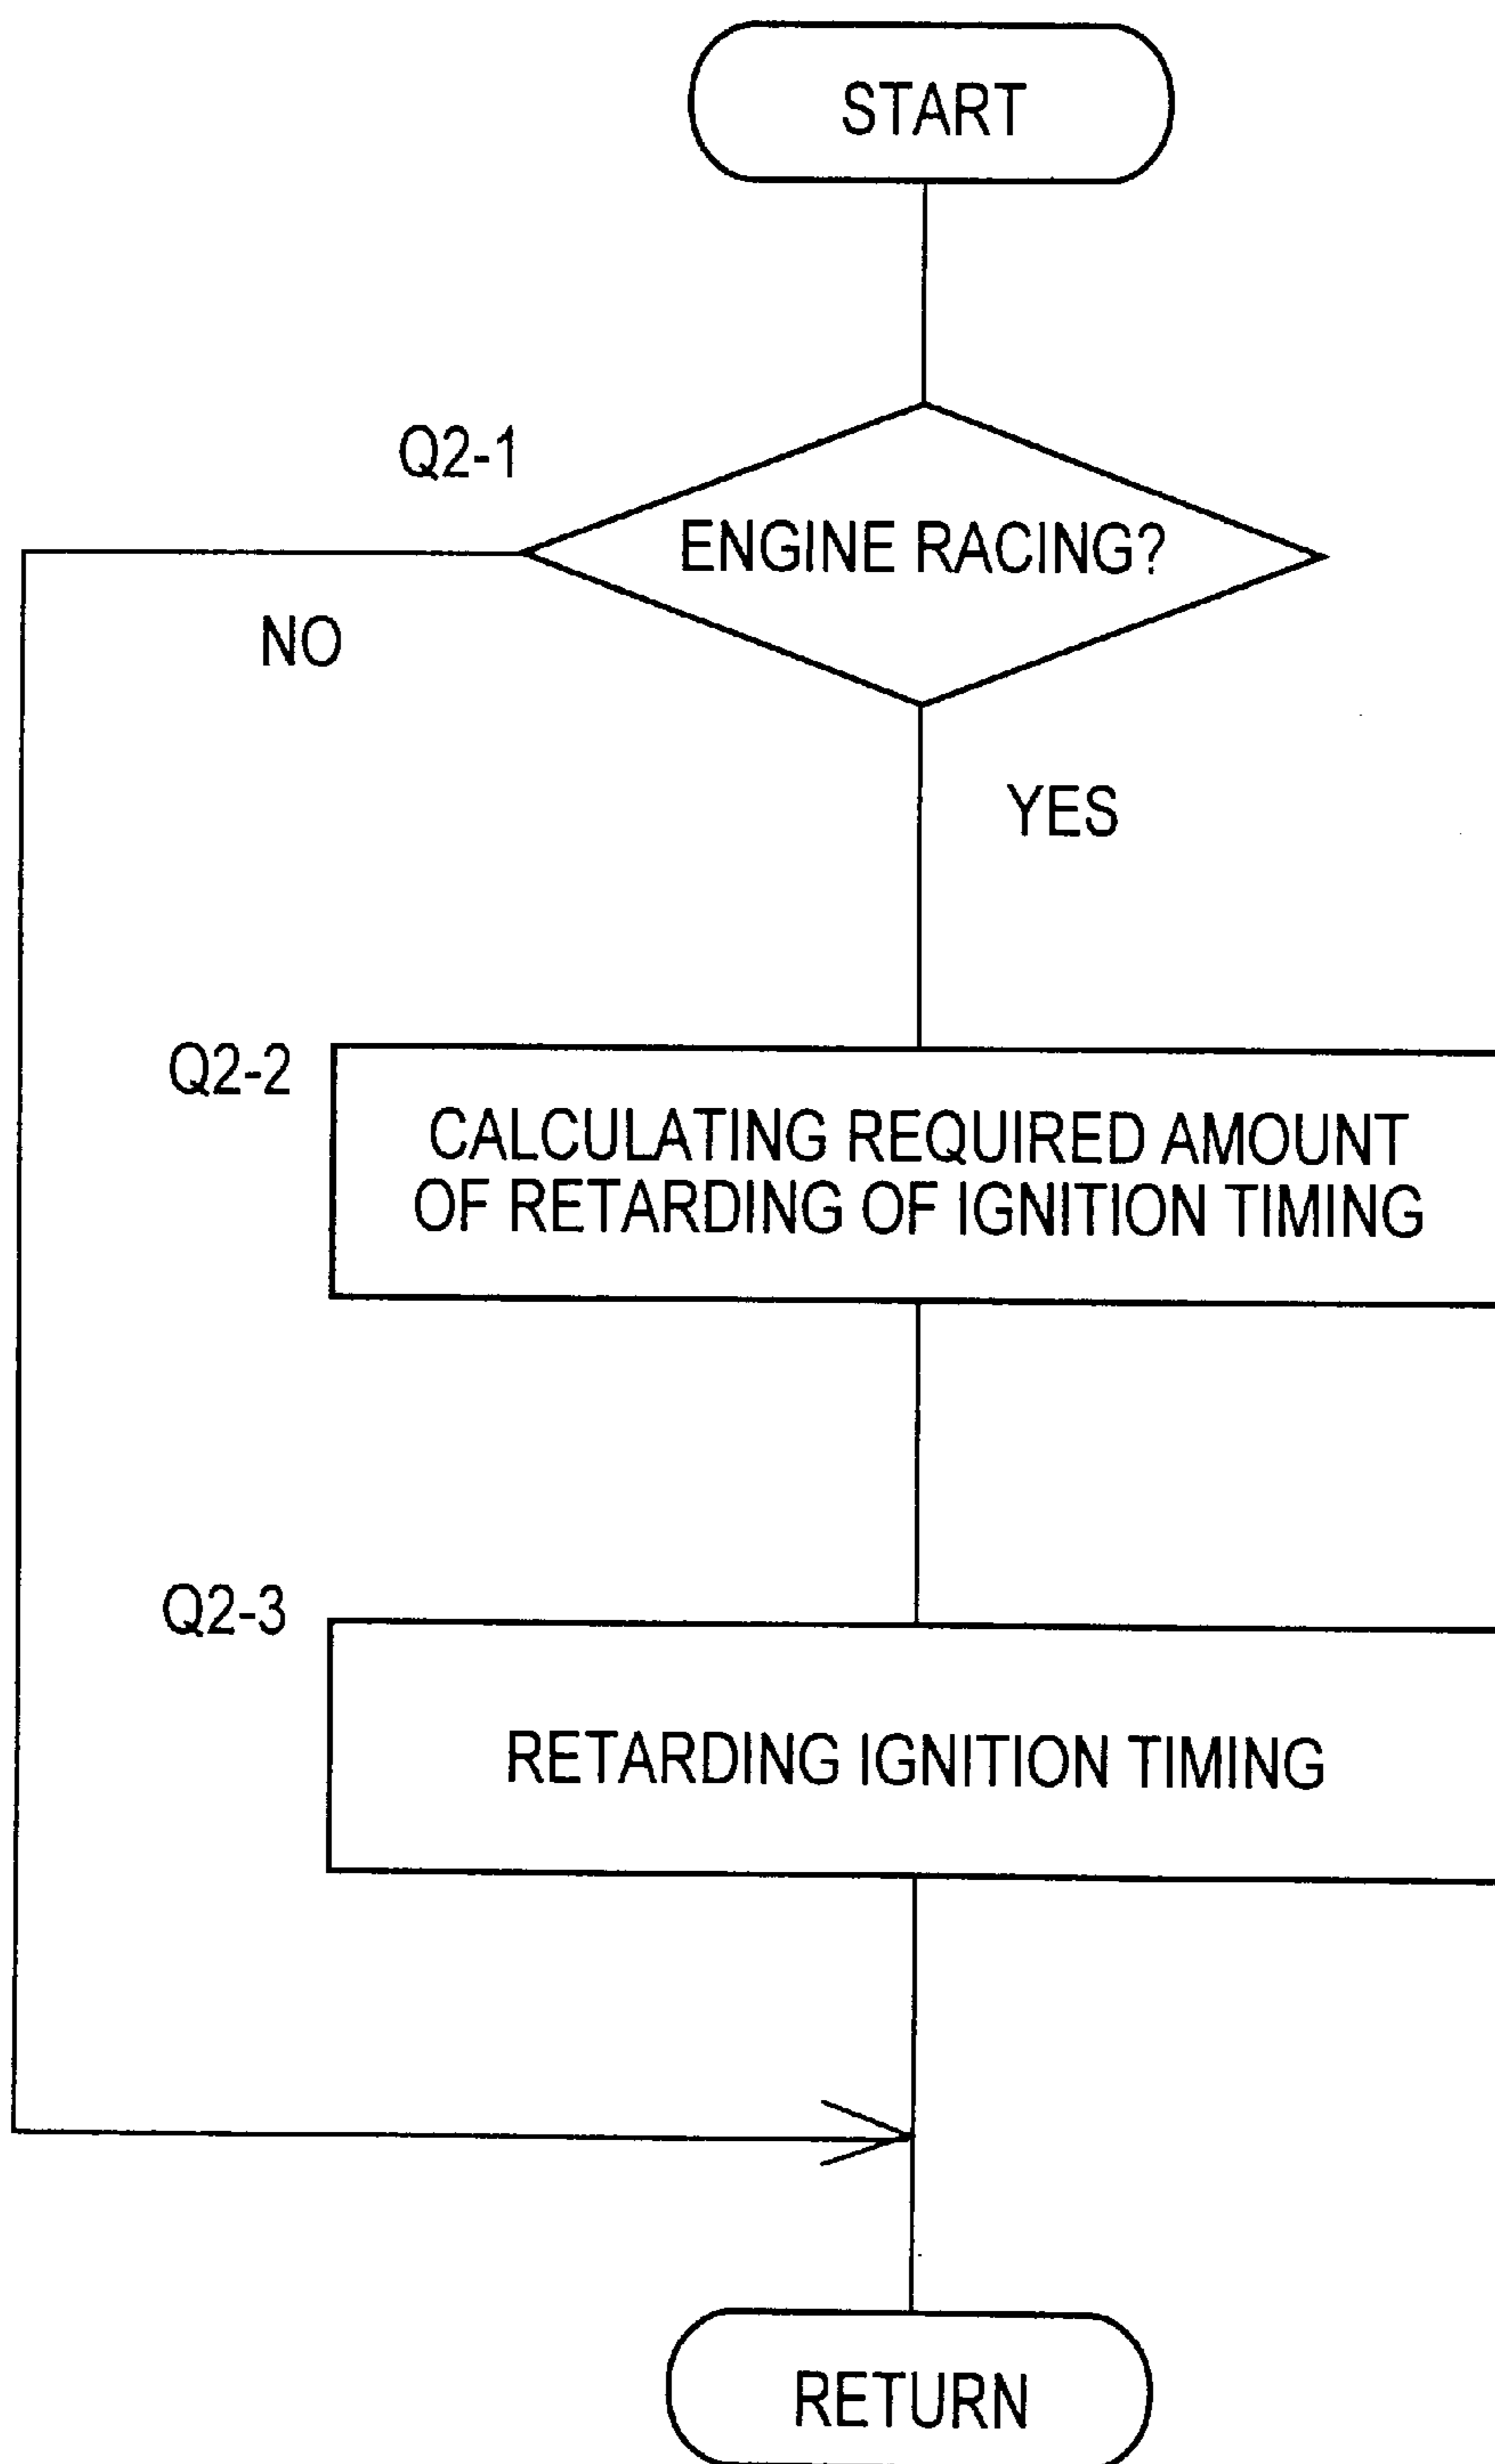 START
Q2-1
ENGINE RACING?
NO
YES
Q2-2
CALCULATING REQUIRED AMOUNT
OF RETARDING OF IGNITION TIMING
Q2-3
RETARDING IGNITION TIMING
RETURN